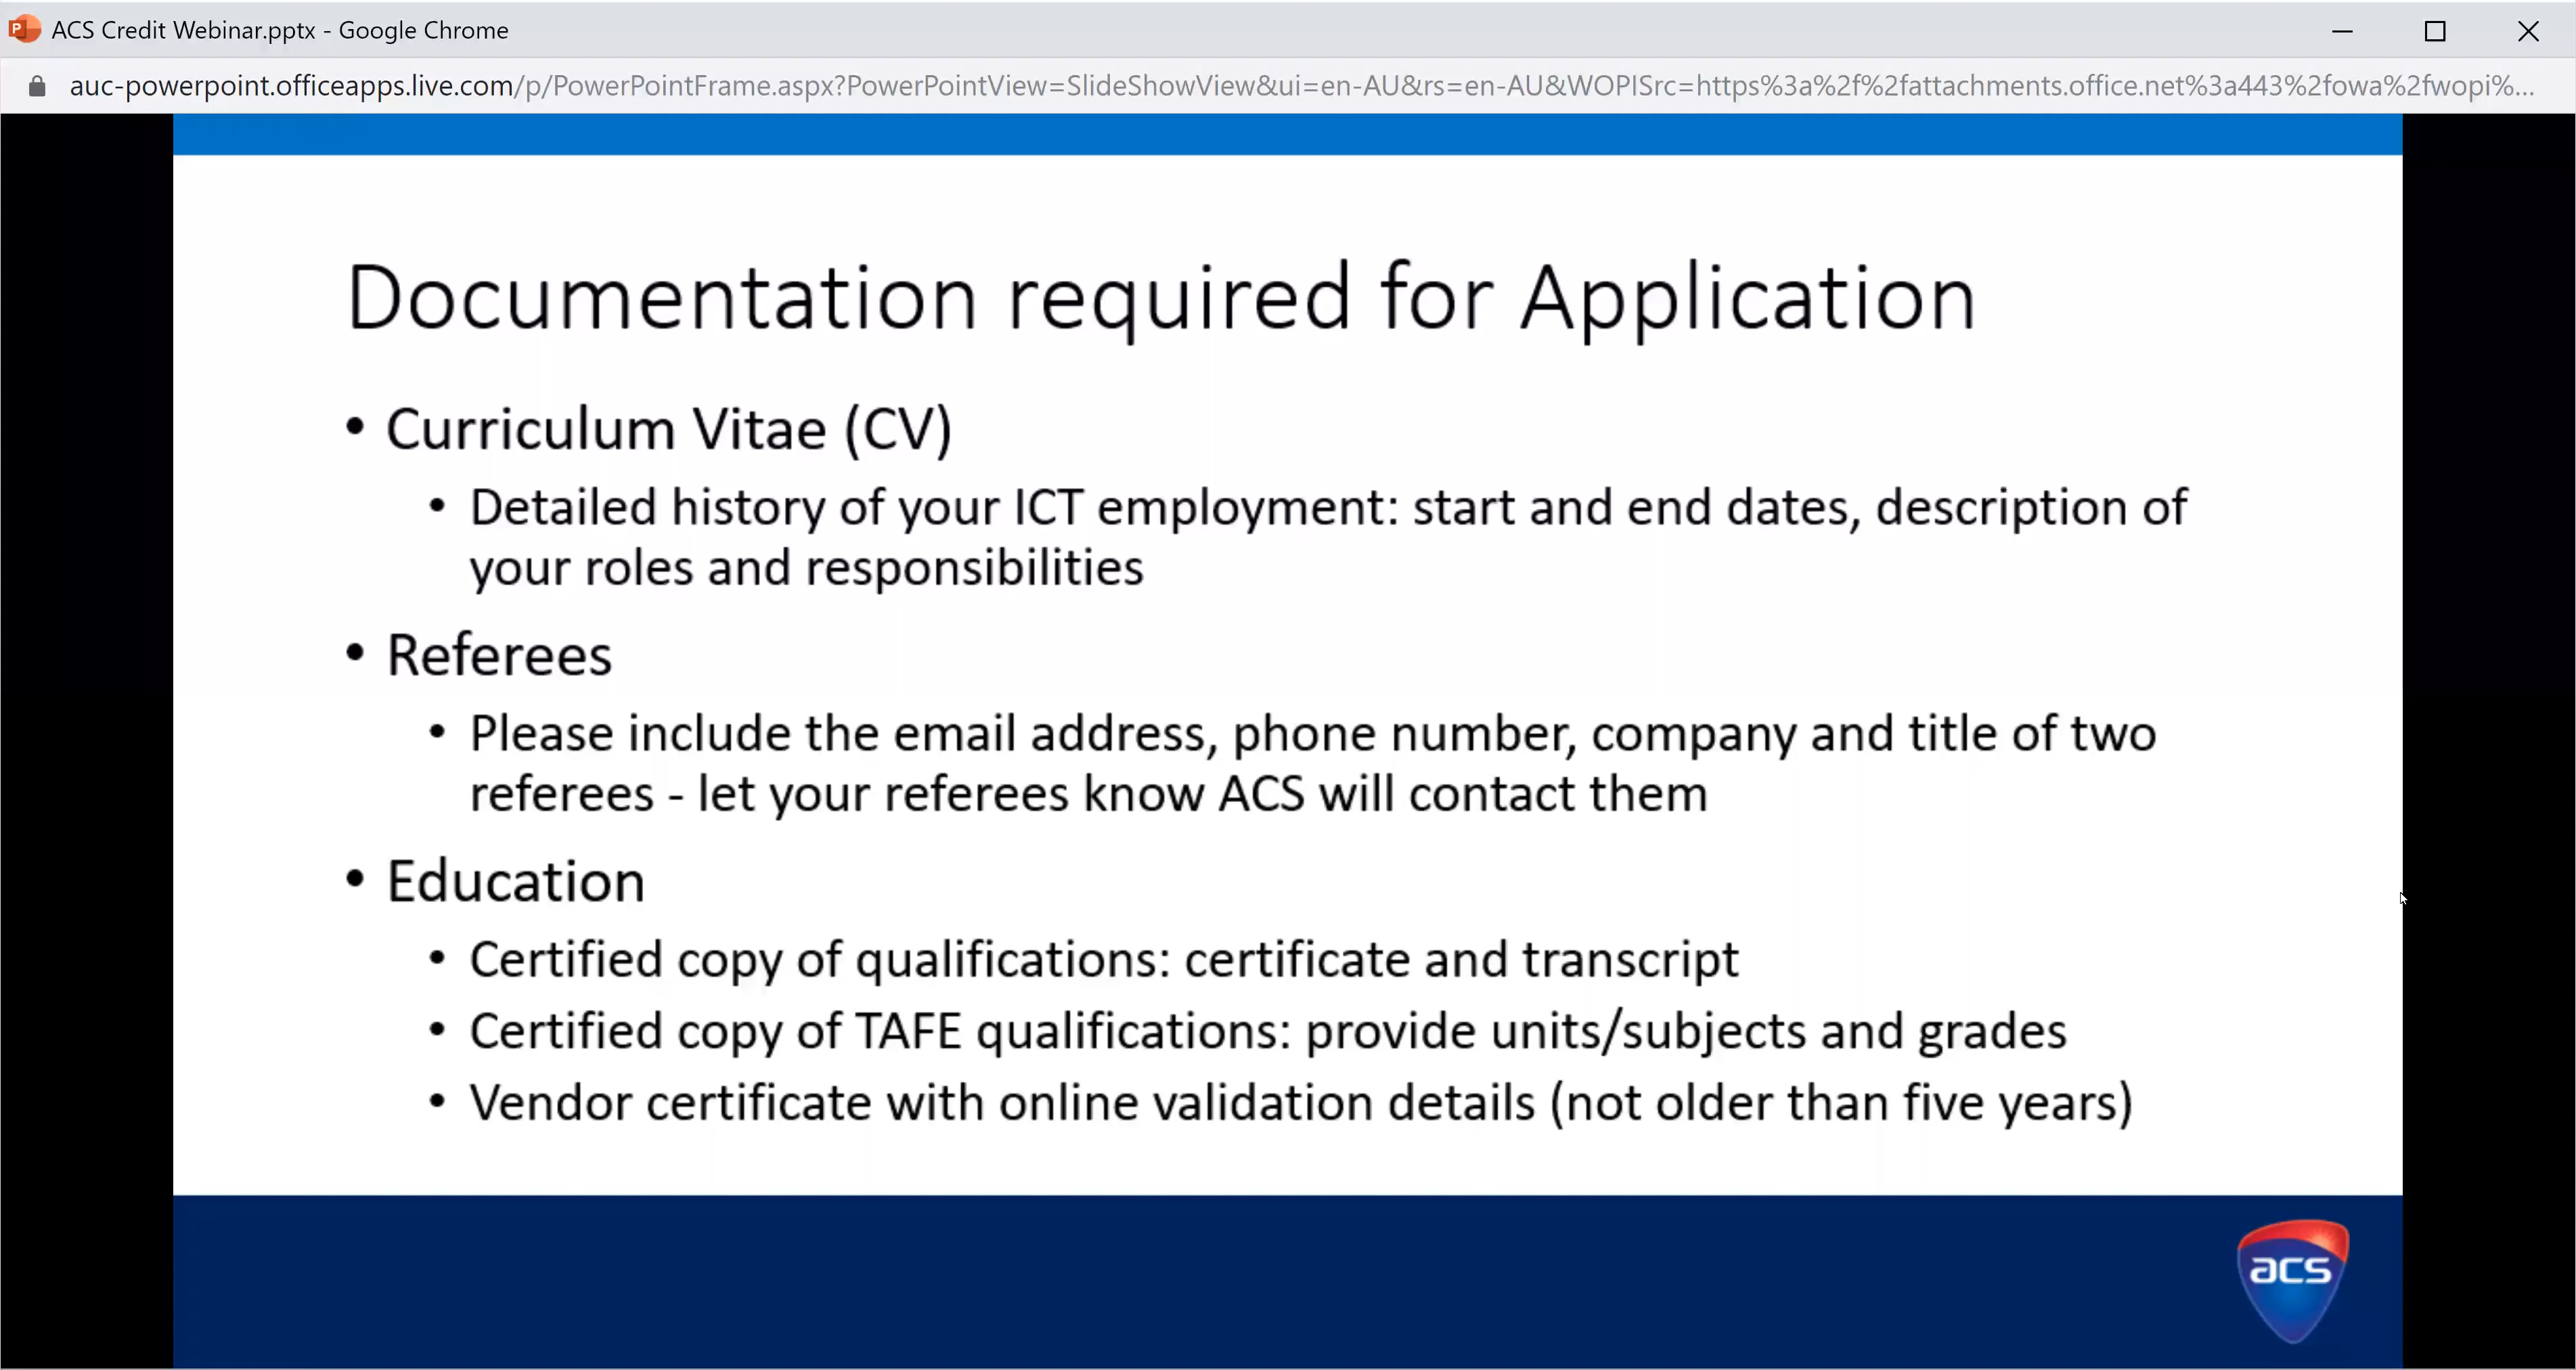 ACS Credit Webinar.pptx - Google Chrome
auc-powerpoint.officeapps.live.com/p/PowerPointFrame.aspx?PowerPointView=SlideShowView&ui=en-AU&rs=en-AU&WOPISrc=https%3a%2f%2fattachments.office.net%3a443%2fowa%2fwopi%...
Documentation required for Application
• Curriculum Vitae (CV)
• Detailed history of your ICT employment: start and end dates, description of
your roles and responsibilities
• Referees
• Please include the email address, phone number, company and title of two
referees - let your referees know ACS will contact them
• Education
• Certified copy of qualifications: certificate and transcript
• Certified copy of TAFE qualifications: provide units/subjects and grades
• Vendor certificate with online validation details (not older than five years)
acs